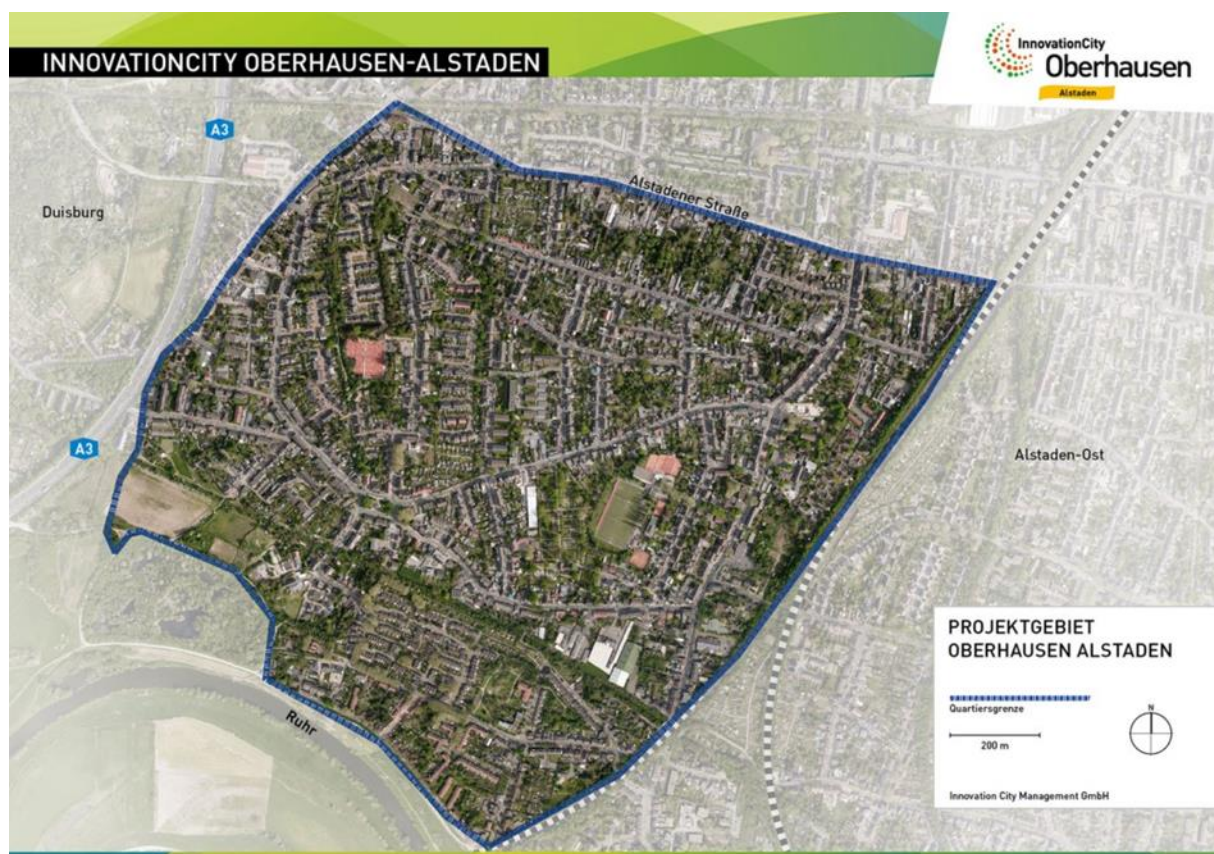 INNOVATIONCITY OBERHAUSEN-ALSTADEN
InnovationCity
Oberhausen
Alstaden
A3
Duisburg
Alstadener Straße
A3
Alstaden-Ost
Ruhr
PROJEKTGEBIET
OBERHAUSEN ALSTADEN
Quartiersgrenze
200 m
N
Innovation City Management GmbH